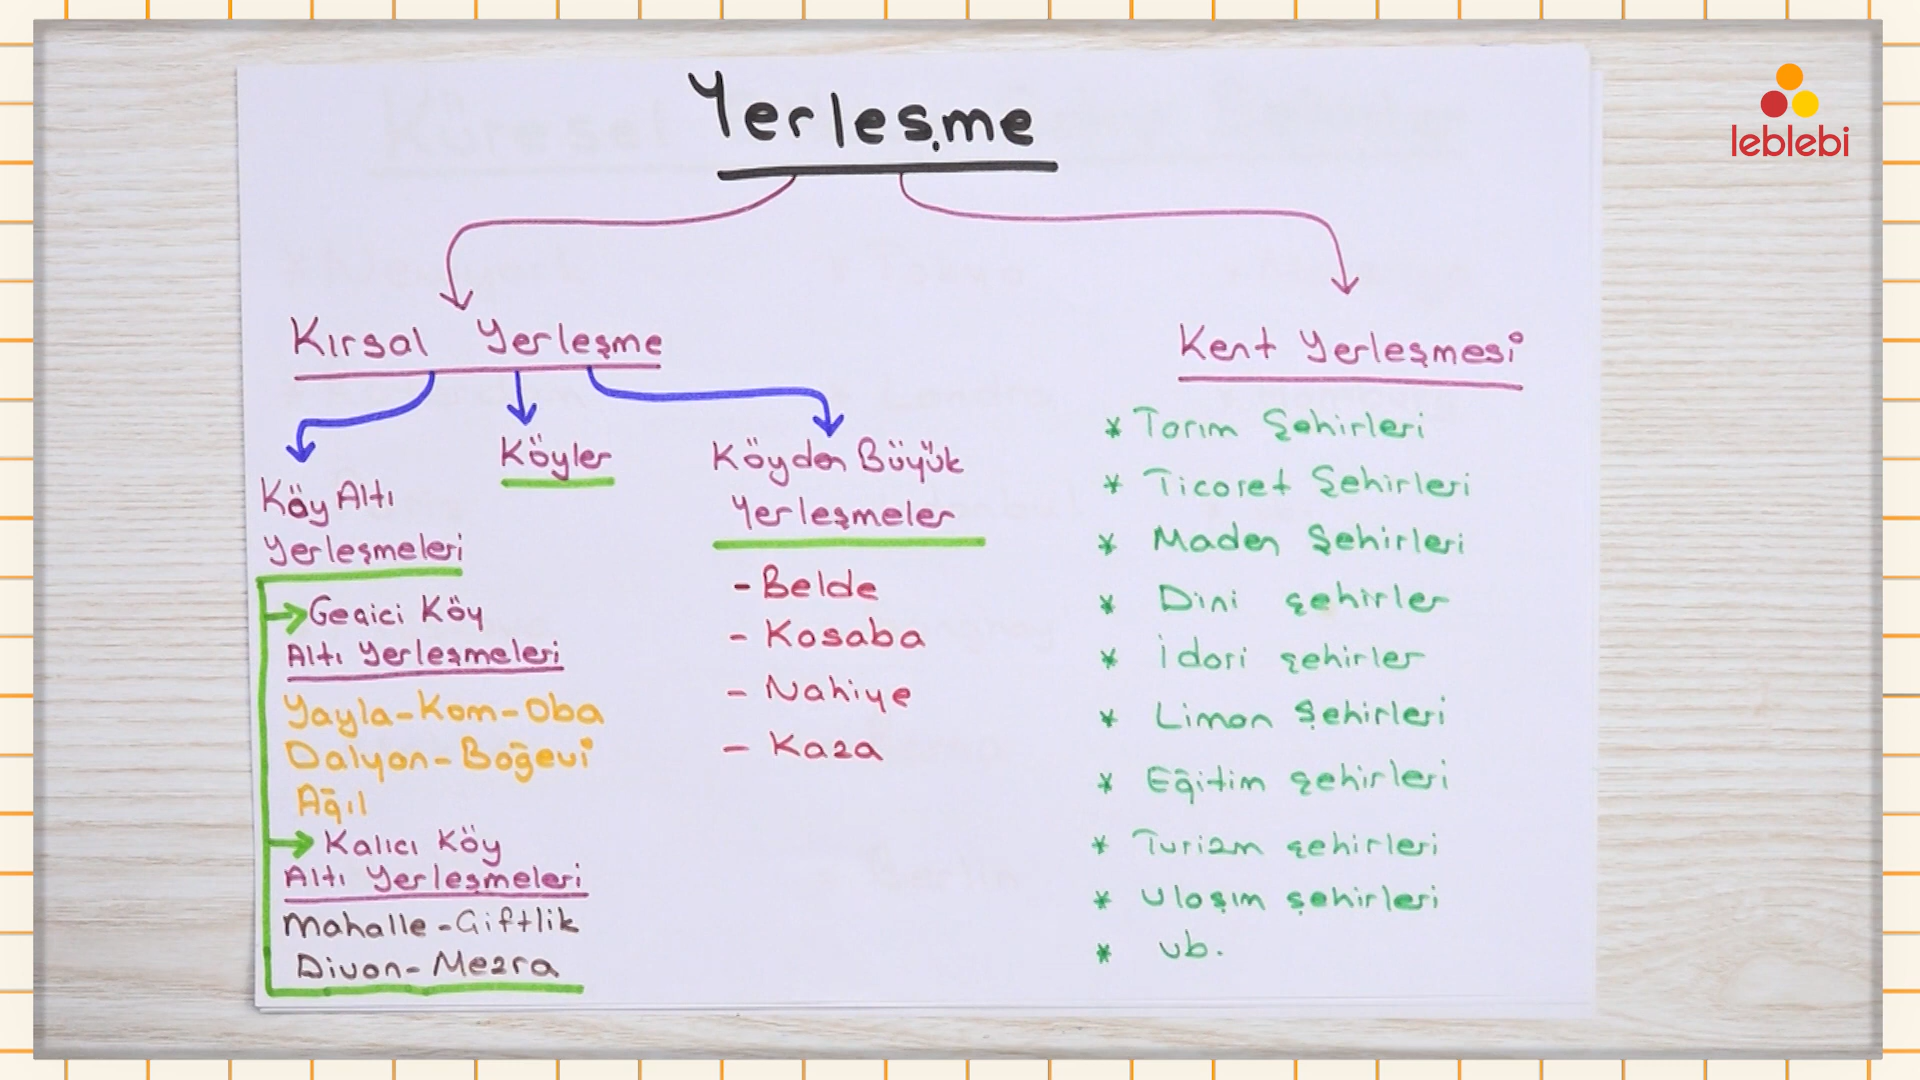 Yerleşme
leblebi
Kırsal Yerleşme
Köy Altı
Yerleşmeleri
Geçici Köy
Altı Yerleşmeleri
Yayla-Kom-Oba
Dalyan-Bağevi
Ağıl
Kalıcı Köy
Altı Yerleşmeleri
Mahalle-Çiftlik
Divan-Mezra
Köyler
Köyden Büyük
Yerleşmeler
- Belde
- Kasaba
- Nahiye
- Kaza
Kent Yerleşmesi
* Tarım Şehirleri
* Ticaret Şehirleri
* Maden Şehirleri
* Dini şehirler
* İdari şehirler
* Liman Şehirleri
* Eğitim şehirleri
* Turizm şehirleri
* Ulaşım şehirleri
* vb.